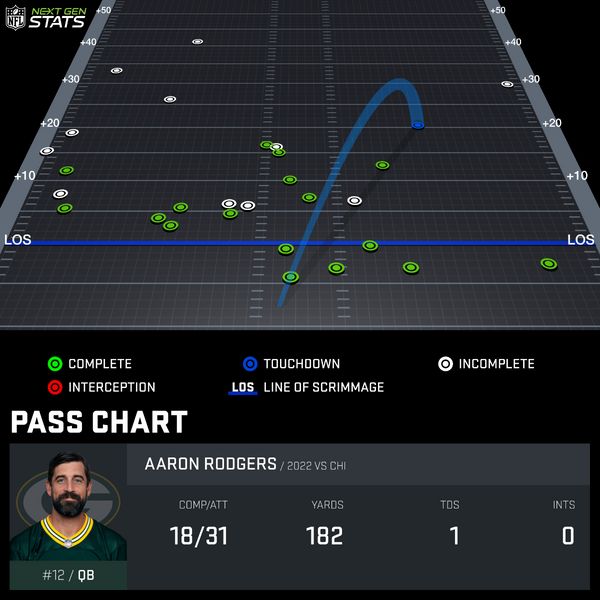 NFL NEXT GEN STATS
+50 +50
+40 +40
+30 +30
+20 +20
+10 +10
LOS LOS
COMPLETE TOUCHDOWN INCOMPLETE
INTERCEPTION LOS LINE OF SCRIMMAGE
PASS CHART
AARON RODGERS / 2022 VS CHI
COMP/ATT YARDS TDS INTS
18/31 182 1 0
#12 / QB